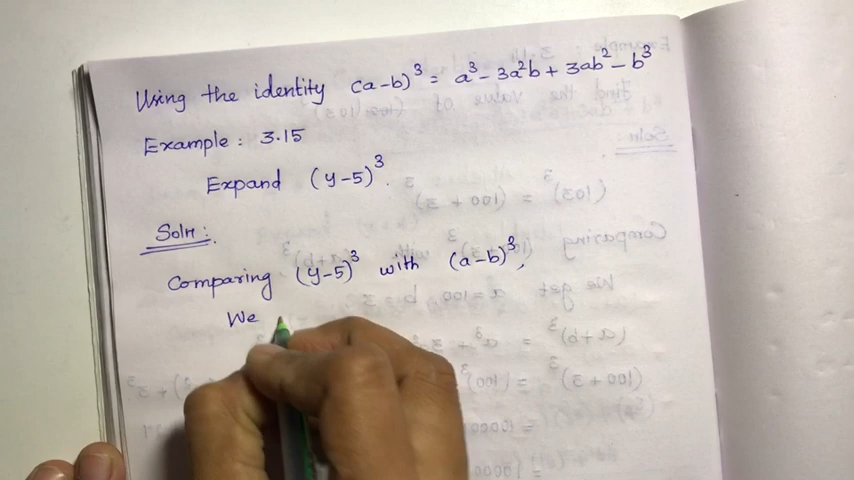 Using the identity (a-b)³ = a³ - 3a²b + 3ab² - b³
Example: 3.15
Expand (y-5)³.
Soln:
Comparing (y-5)³ with (a-b)³,
We